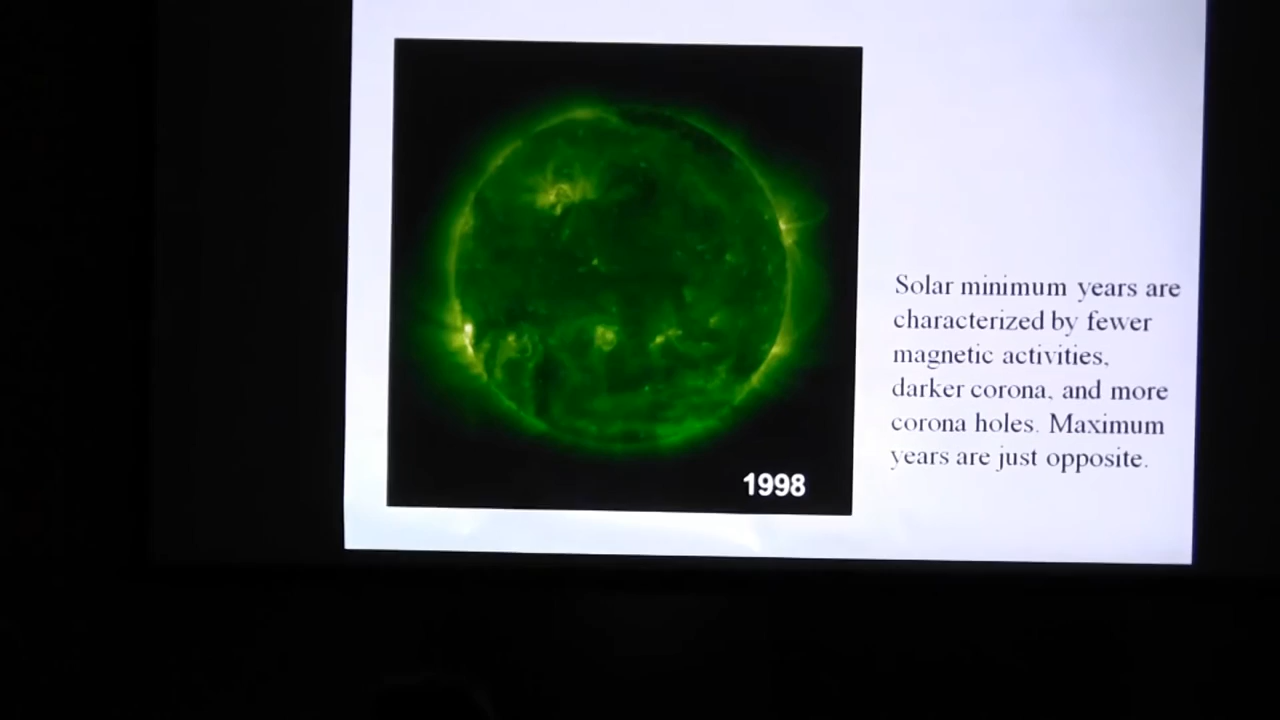 Solar minimum years are
characterized by fewer
magnetic activities,
darker corona, and more
corona holes. Maximum
years are just opposite.
1998